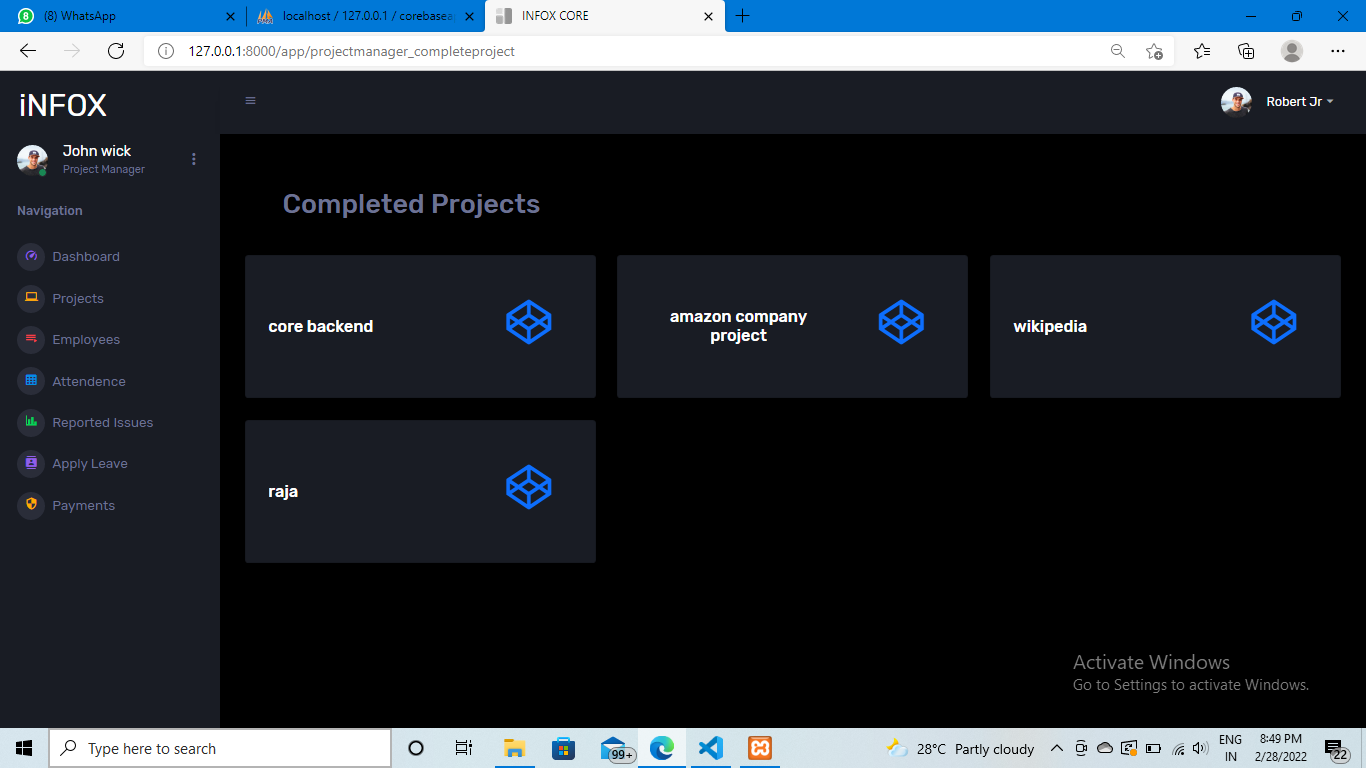 8
(8) WhatsApp
localhost / 127.0.0.1 / corebasea
INFOX CORE
127.0.0.1:8000/app/projectmanager_completeproject
iNFOX
Robert Jr
John wick
Project Manager
Navigation
Dashboard
Projects
Employees
Attendence
Reported Issues
Apply Leave
Payments
Completed Projects
core backend
amazon company
project
wikipedia
raja
Activate Windows
Go to Settings to activate Windows.
Type here to search
99+
28°C Partly cloudy
ENG
IN
8:49 PM
2/28/2022
22